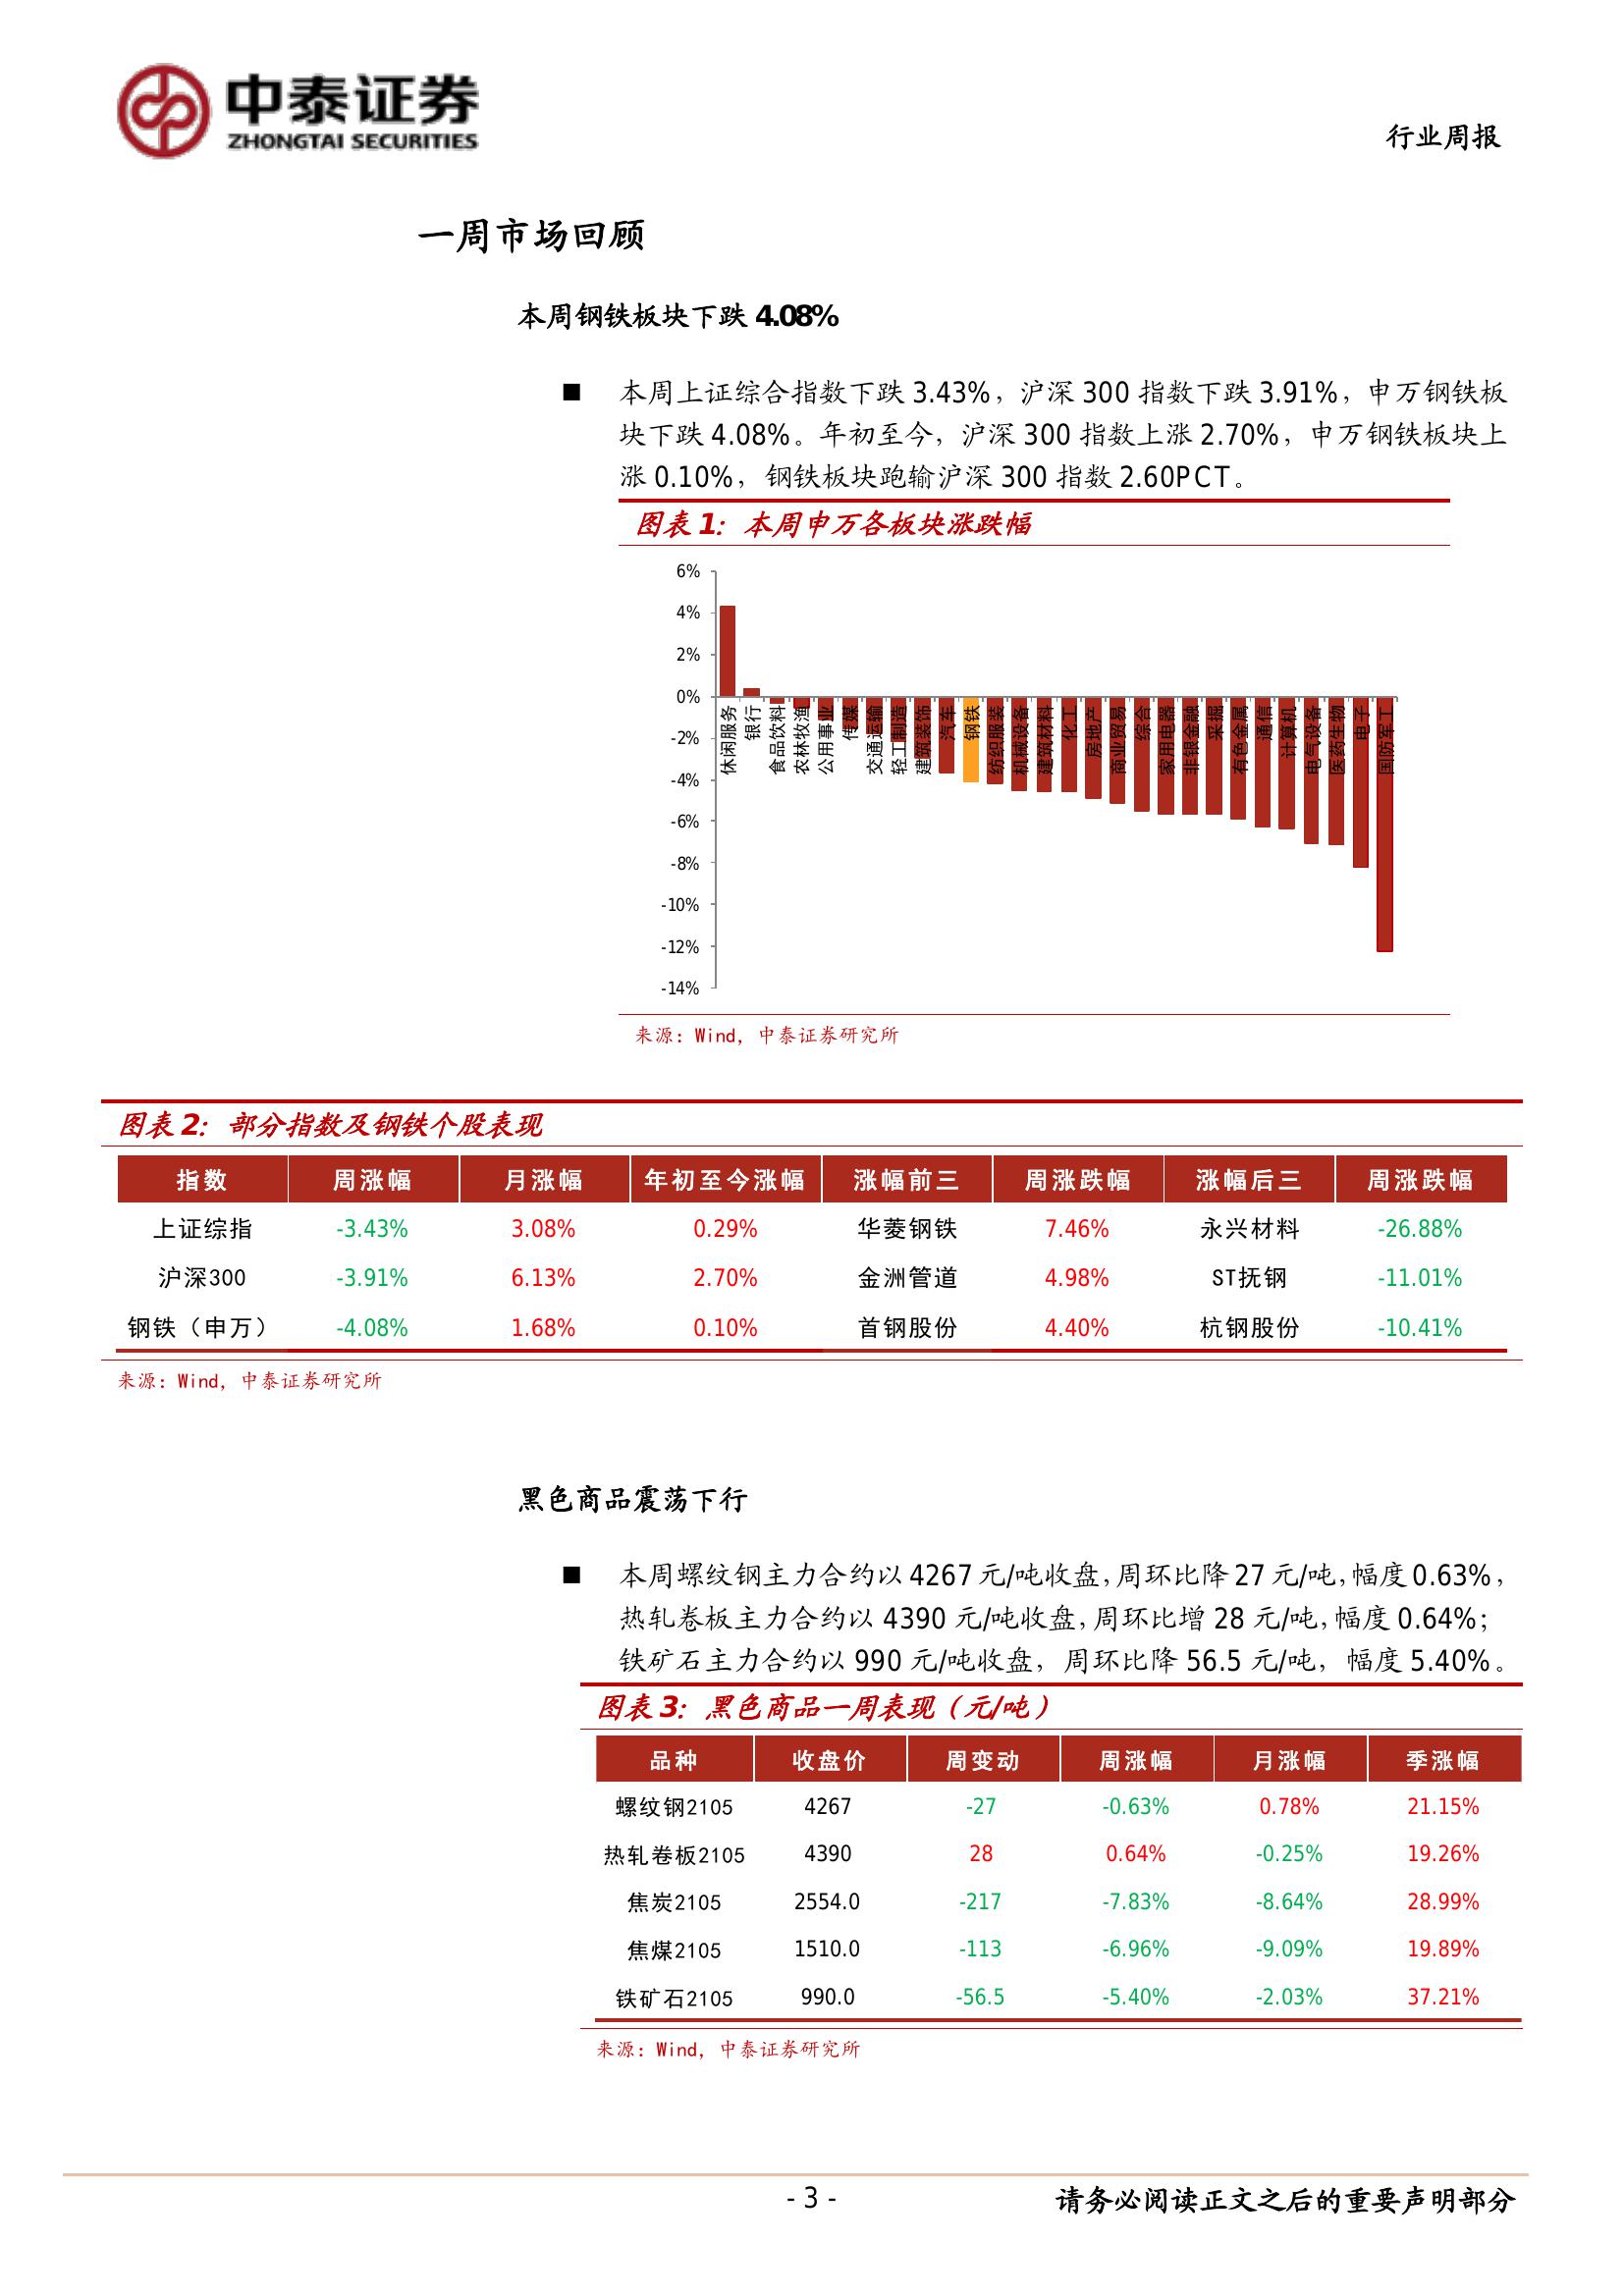 中泰证券
ZHONGTAI SECURITIES
行业周报
一周市场回顾
本周钢铁板块下跌 4.08%
■ 本周上证综合指数下跌 3.43%，沪深 300 指数下跌 3.91%，申万钢铁板
块下跌 4.08%。年初至今，沪深 300 指数上涨 2.70%，申万钢铁板块上
涨 0.10%，钢铁板块跑输沪深 300 指数 2.60PCT。
图表 1：本周申万各板块涨跌幅
6%
4%
2%
0%
-2%
-4%
-6%
-8%
-10%
-12%
-14%
休闲服务
银行
食品饮料
农林牧渔
公用事业
传媒
交通运输
轻工制造
建筑装饰
汽车
钢铁
纺织服装
机械设备
建筑材料
化工
房地产
商业贸易
综合
家用电器
非银金融
采掘
有色金属
通信
计算机
电气设备
医药生物
电子
国防军工
来源：Wind，中泰证券研究所
图表 2：部分指数及钢铁个股表现
指数 周涨幅 月涨幅 年初至今涨幅 涨幅前三 周涨跌幅 涨幅后三 周涨跌幅
上证综指 -3.43% 3.08% 0.29% 华菱钢铁 7.46% 永兴材料 -26.88%
沪深300 -3.91% 6.13% 2.70% 金洲管道 4.98% ST抚钢 -11.01%
钢铁（申万） -4.08% 1.68% 0.10% 首钢股份 4.40% 杭钢股份 -10.41%
来源：Wind，中泰证券研究所
黑色商品震荡下行
■ 本周螺纹钢主力合约以 4267 元/吨收盘，周环比降 27 元/吨，幅度 0.63%，
热轧卷板主力合约以 4390 元/吨收盘，周环比增 28 元/吨，幅度 0.64%；
铁矿石主力合约以 990 元/吨收盘，周环比降 56.5 元/吨，幅度 5.40%。
图表 3：黑色商品一周表现（元/吨）
品种 收盘价 周变动 周涨幅 月涨幅 季涨幅
螺纹钢2105 4267 -27 -0.63% 0.78% 21.15%
热轧卷板2105 4390 28 0.64% -0.25% 19.26%
焦炭2105 2554.0 -217 -7.83% -8.64% 28.99%
焦煤2105 1510.0 -113 -6.96% -9.09% 19.89%
铁矿石2105 990.0 -56.5 -5.40% -2.03% 37.21%
来源：Wind，中泰证券研究所
- 3 -
请务必阅读正文之后的重要声明部分